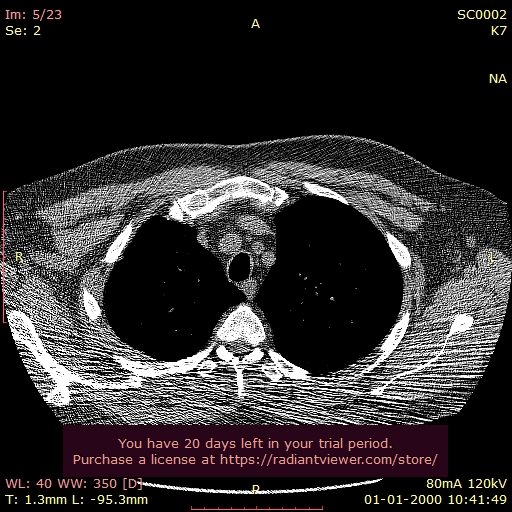 Im: 5/23
Se: 2
A
SC0002
K7
NA
R
L
You have 20 days left in your trial period.
Purchase a license at https://radiantviewer.com/store/
WL: 40 WW: 350 [D]
T: 1.3mm L: -95.3mm
P
80mA 120kV
01-01-2000 10:41:49